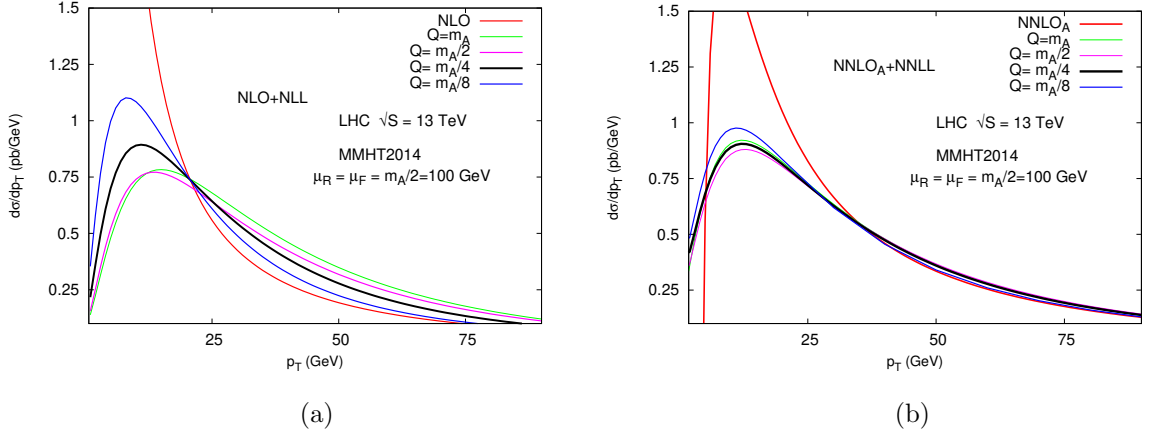 NLO
Q=m_A
Q= m_A/2
Q= m_A/4
Q= m_A/8
NLO+NLL
LHC √S = 13 TeV
MMHT2014
μ_R = μ_F = m_A/2=100 GeV
dσ/dp_T (pb/GeV)
1.5
1.25
1
0.75
0.5
0.25
25
50
75
p_T (GeV)
(a)
NNLO_A
Q=m_A
Q= m_A/2
Q= m_A/4
Q= m_A/8
NNLO_A+NNLL
LHC √S = 13 TeV
MMHT2014
μ_R = μ_F = m_A/2=100 GeV
dσ/dp_T (pb/GeV)
1.5
1.25
1
0.75
0.5
0.25
25
50
75
p_T (GeV)
(b)